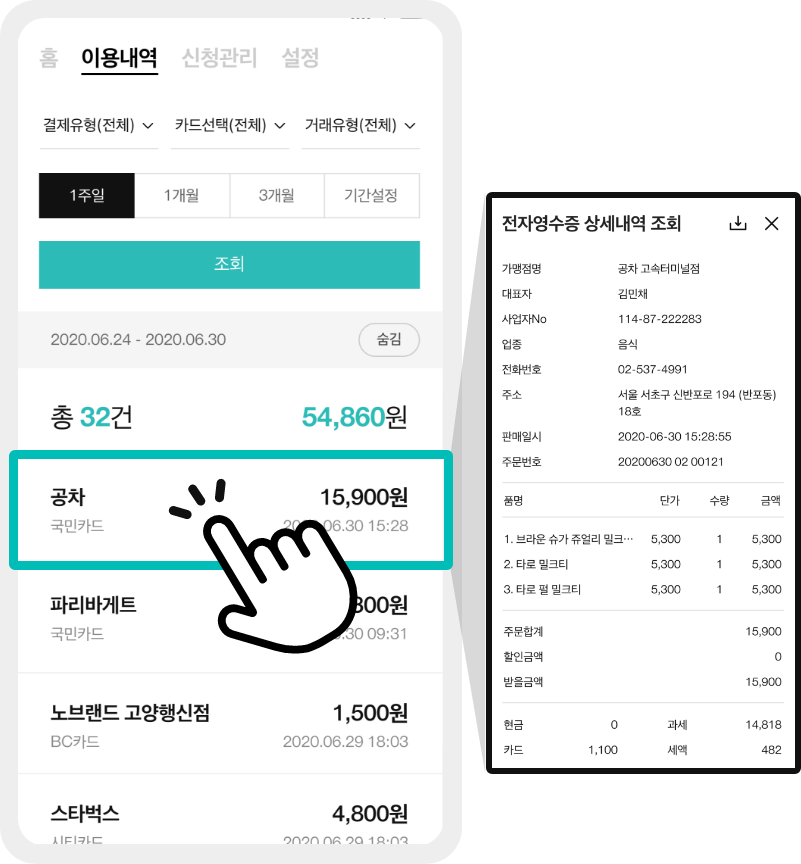 홈 이용내역 신청관리 설정
결제유형(전체) 카드선택(전체) 거래유형(전체)
1주일 1개월 3개월 기간설정
조회
2020.06.24 - 2020.06.30 숨김
총 32건 54,860원
공차 15,900원
국민카드 2020.06.30 15:28
파리바게트 300원
국민카드 .30 09:31
노브랜드 고양행신점 1,500원
BC카드 2020.06.29 18:03
스타벅스 4,800원
시티카드 2020.06.29 18:03
전자영수증 상세내역 조회
가맹점명 공차 고속터미널점
대표자 김민채
사업자No 114-87-222283
업종 음식
전화번호 02-537-4991
주소 서울 서초구 신반포로 194 (반포동)
18호
판매일시 2020-06-30 15:28:55
주문번호 20200630 02 00121
품명 단가 수량 금액
1. 브라운 슈가 쥬얼리 밀크… 5,300 1 5,300
2. 타로 밀크티 5,300 1 5,300
3. 타로 펄 밀크티 5,300 1 5,300
주문합계 15,900
할인금액 0
받을금액 15,900
현금 0 과세 14,818
카드 1,100 세액 482